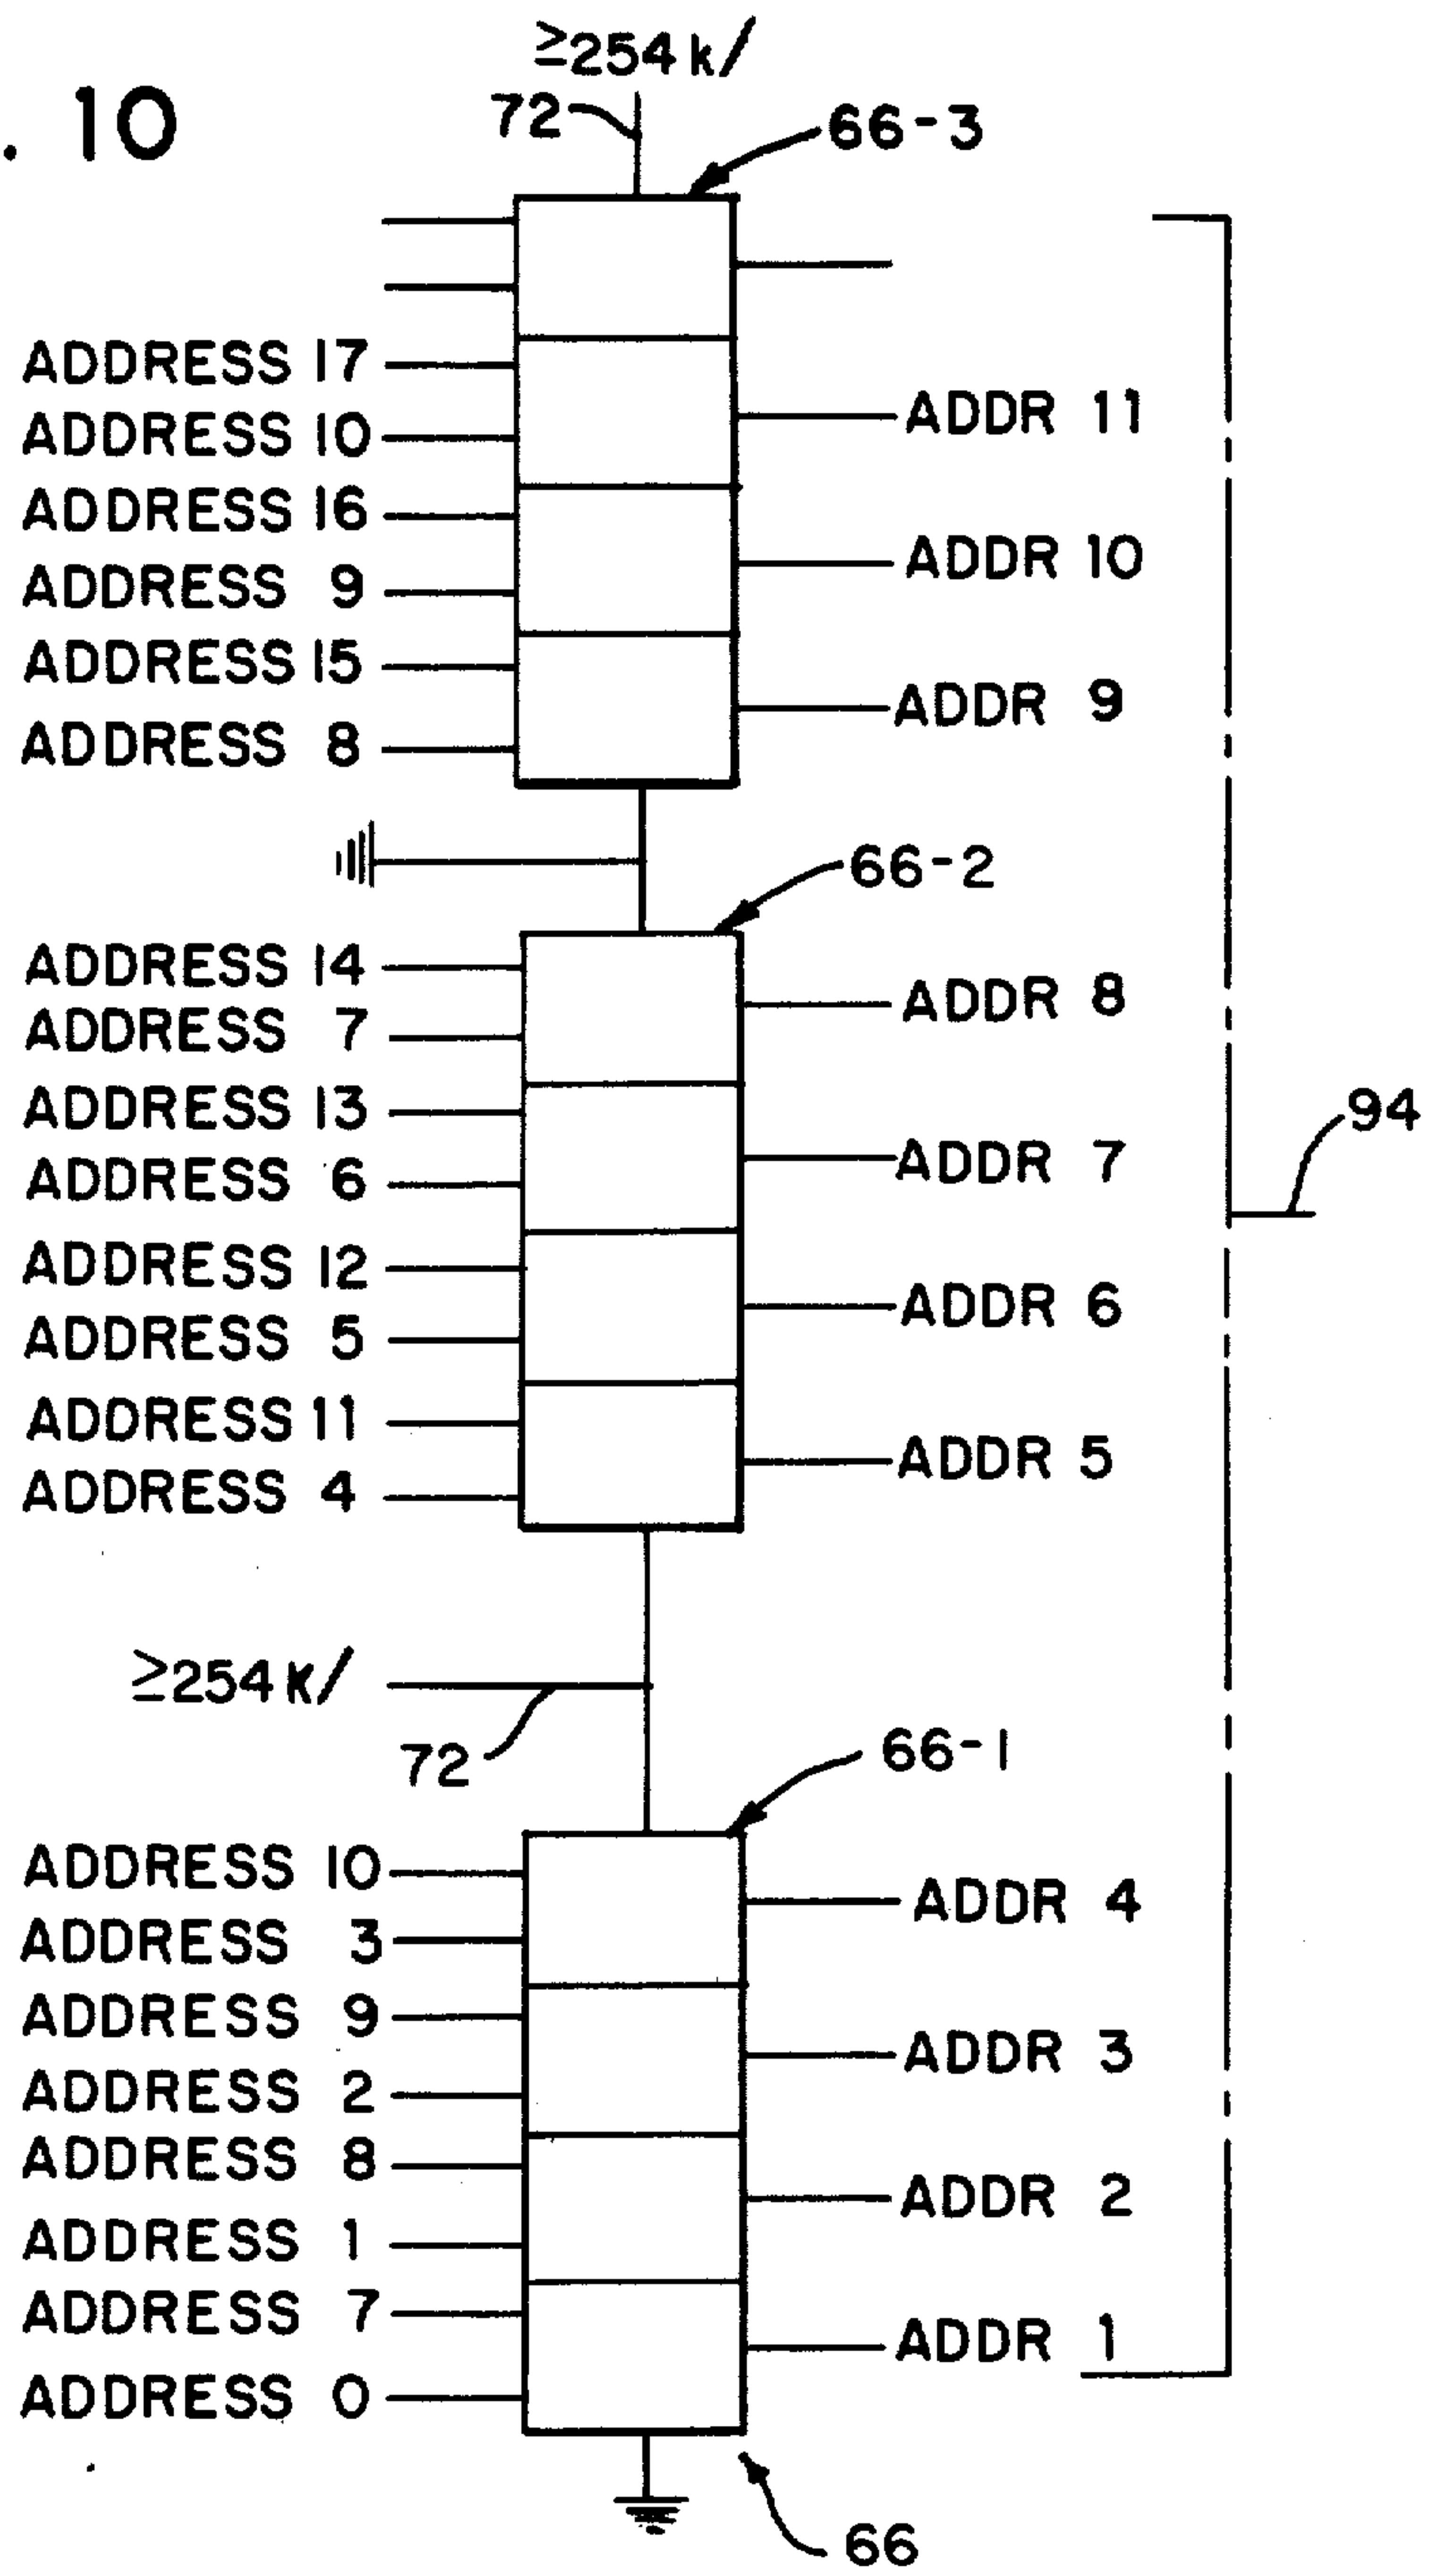 ≥254 k/
. 10
72
66-3
ADDRESS 17
ADDR 11
ADDRESS 10
ADDRESS 16
ADDR 10
ADDRESS 9
ADDRESS 15
ADDR 9
ADDRESS 8
66-2
ADDRESS 14
ADDR 8
ADDRESS 7
ADDRESS 13
94
ADDR 7
ADDRESS 6
ADDRESS 12
ADDR 6
ADDRESS 5
ADDRESS 11
ADDR 5
ADDRESS 4
≥254 K/
72
66-1
ADDRESS 10
ADDR 4
ADDRESS 3
ADDRESS 9
ADDR 3
ADDRESS 2
ADDRESS 8
ADDR 2
ADDRESS 1
ADDRESS 7
ADDR 1
ADDRESS 0
66